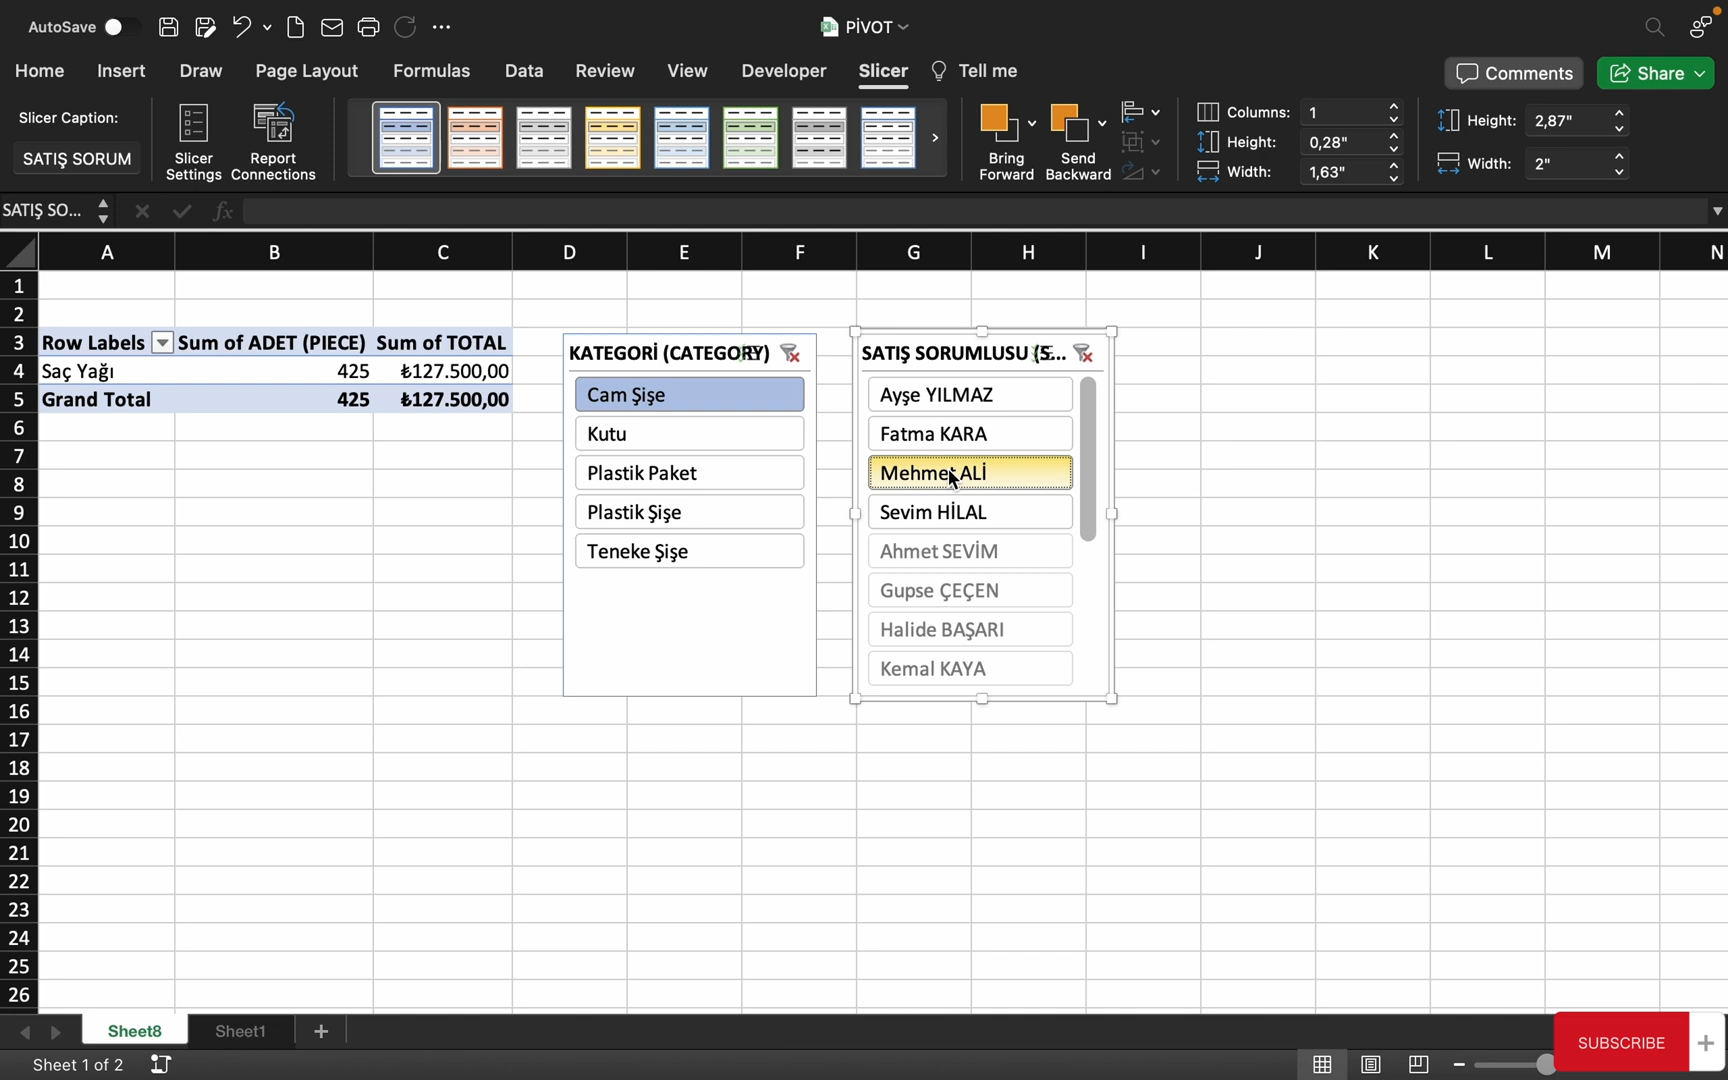 AutoSave
PİVOT
Home Insert Draw Page Layout Formulas Data Review View Developer Slicer Tell me
Comments
Share
Slicer Caption:
SATIŞ SORUM
Slicer Settings
Report Connections
Bring Forward
Send Backward
Columns: 1
Height: 0,28"
Width: 1,63"
Height: 2,87"
Width: 2"
SATIŞ SO...
fx
A B C D E F G H I J K L M N
1
2
3 Row Labels Sum of ADET (PIECE) Sum of TOTAL
4 Saç Yağı 425 ₺127.500,00
5 Grand Total 425 ₺127.500,00
6
7
8
9
10
11
12
13
14
15
16
17
18
19
20
21
22
23
24
25
26
KATEGORİ (CATEGORY)
Cam Şişe
Kutu
Plastik Paket
Plastik Şişe
Teneke Şişe
SATIŞ SORUMLUSU (S...
Ayşe YILMAZ
Fatma KARA
Mehmet ALİ
Sevim HİLAL
Ahmet SEVİM
Gupse ÇEÇEN
Halide BAŞARI
Kemal KAYA
Sheet8 Sheet1
Sheet 1 of 2
SUBSCRIBE